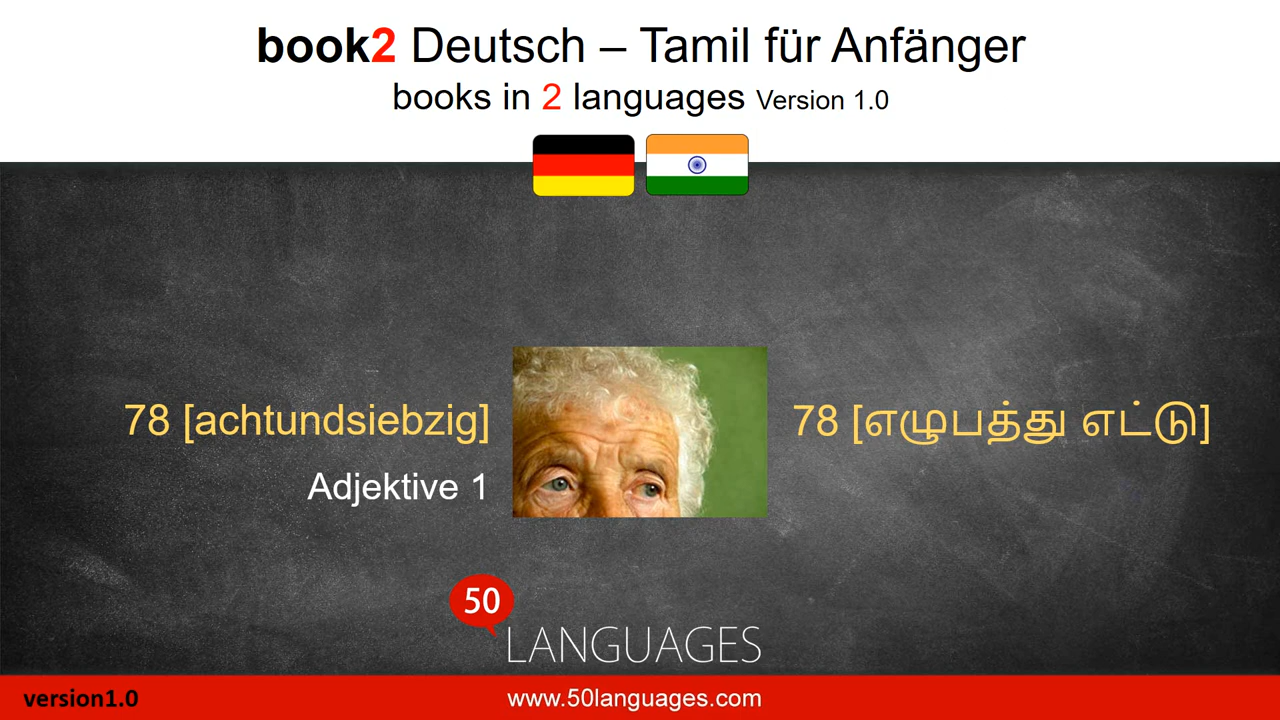 book2 Deutsch – Tamil für Anfänger
books in 2 languages Version 1.0
78 [achtundsiebzig]
Adjektive 1
78 [எழுபத்து எட்டு]
50
LANGUAGES
version1.0
www.50languages.com